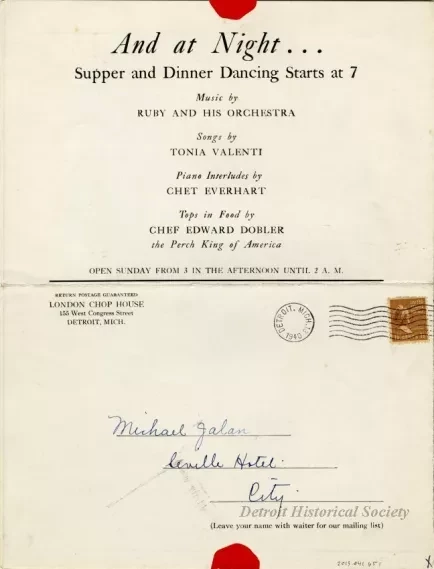 And at Night...
Supper and Dinner Dancing Starts at 7
Music by
RUBY AND HIS ORCHESTRA
Songs by
TONIA VALENTI
Piano Interludes by
CHET EVERHART
Tops in Food by
CHEF EDWARD DOBLER
the Perch King of America
OPEN SUNDAY FROM 3 IN THE AFTERNOON UNTIL 2 A. M.
RETURN POSTAGE GUARANTEED
LONDON CHOP HOUSE
155 West Congress Street
DETROIT, MICH.
DETROIT, MICH.
1940
Michael Jalan
Seville Hotel
City
Detroit Historical Society
(Leave your name with waiter for our mailing list)